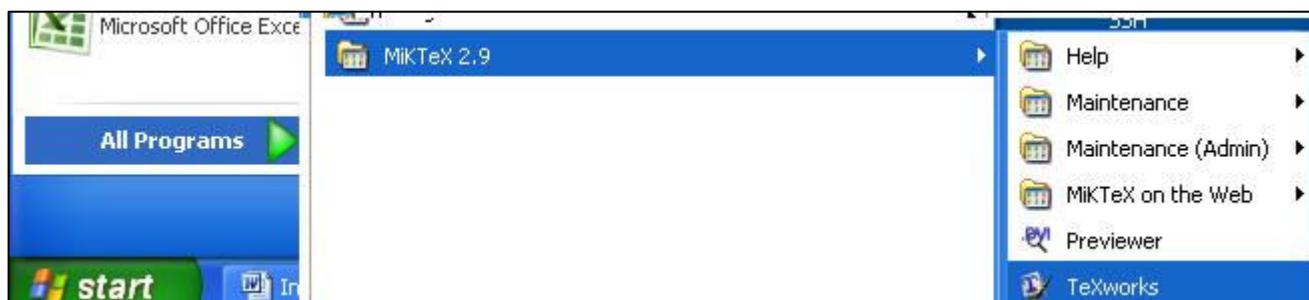 Microsoft Office Exce
All Programs
start
MiKTeX 2.9
SSH
Help
Maintenance
Maintenance (Admin)
MiKTeX on the Web
Previewer
TeXworks